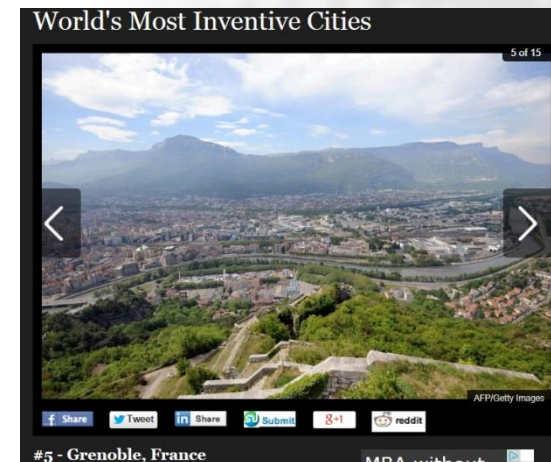 World's Most Inventive Cities
5 of 15
AFP/Getty Images
f Share
Tweet
in Share
Submit
8+1
reddit
#5 - Grenoble, France
MBA without